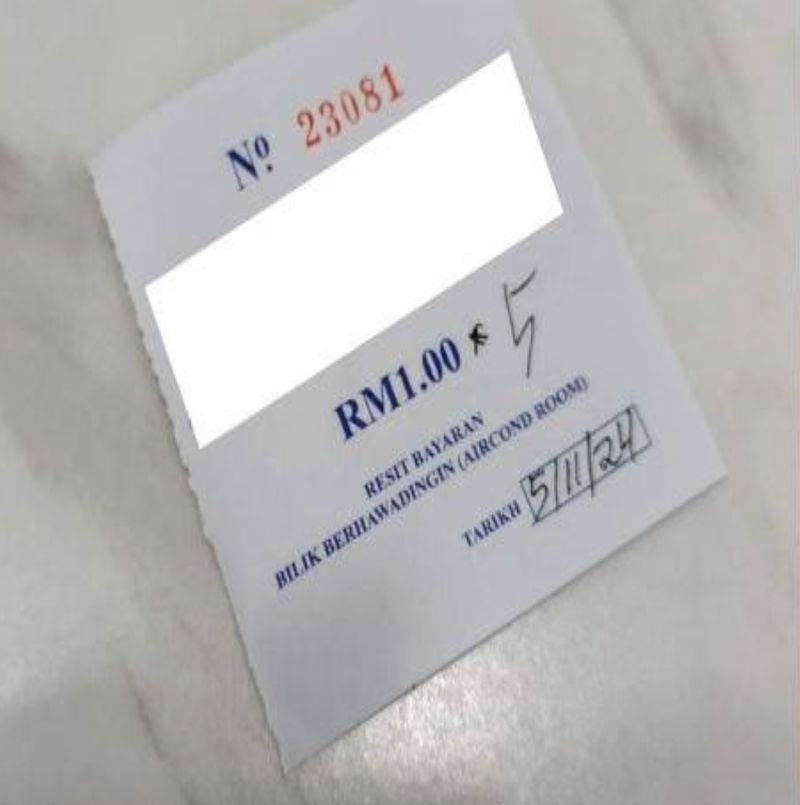 Nº. 23081
RM1.00 * 5
RESIT BAYARAN
BILIK BERHAWADINGIN (AIRCOND ROOM)
TARIKH 5/11/24